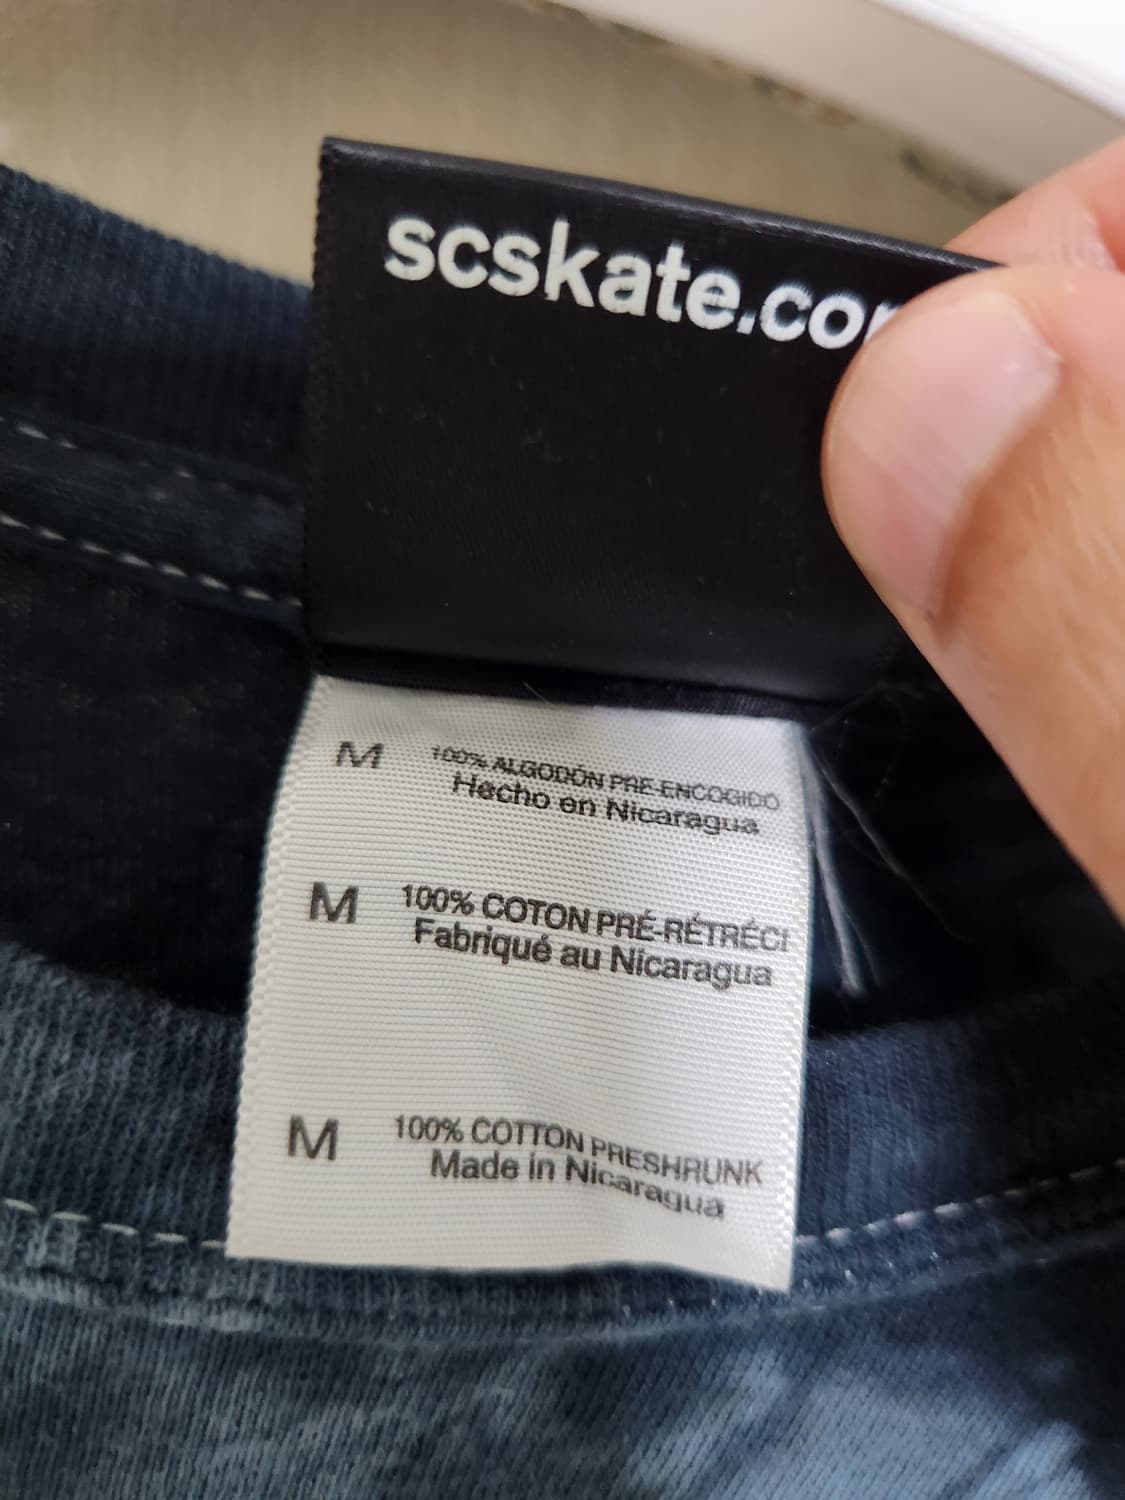 scskate.co
M 100% ALGODÓN PRE-ENCOGIDO
Hecho en Nicaragua
M 100% COTON PRÉ-RÉTRÉCI
Fabriqué au Nicaragua
M 100% COTTON PRESHRUNK
Made in Nicaragua